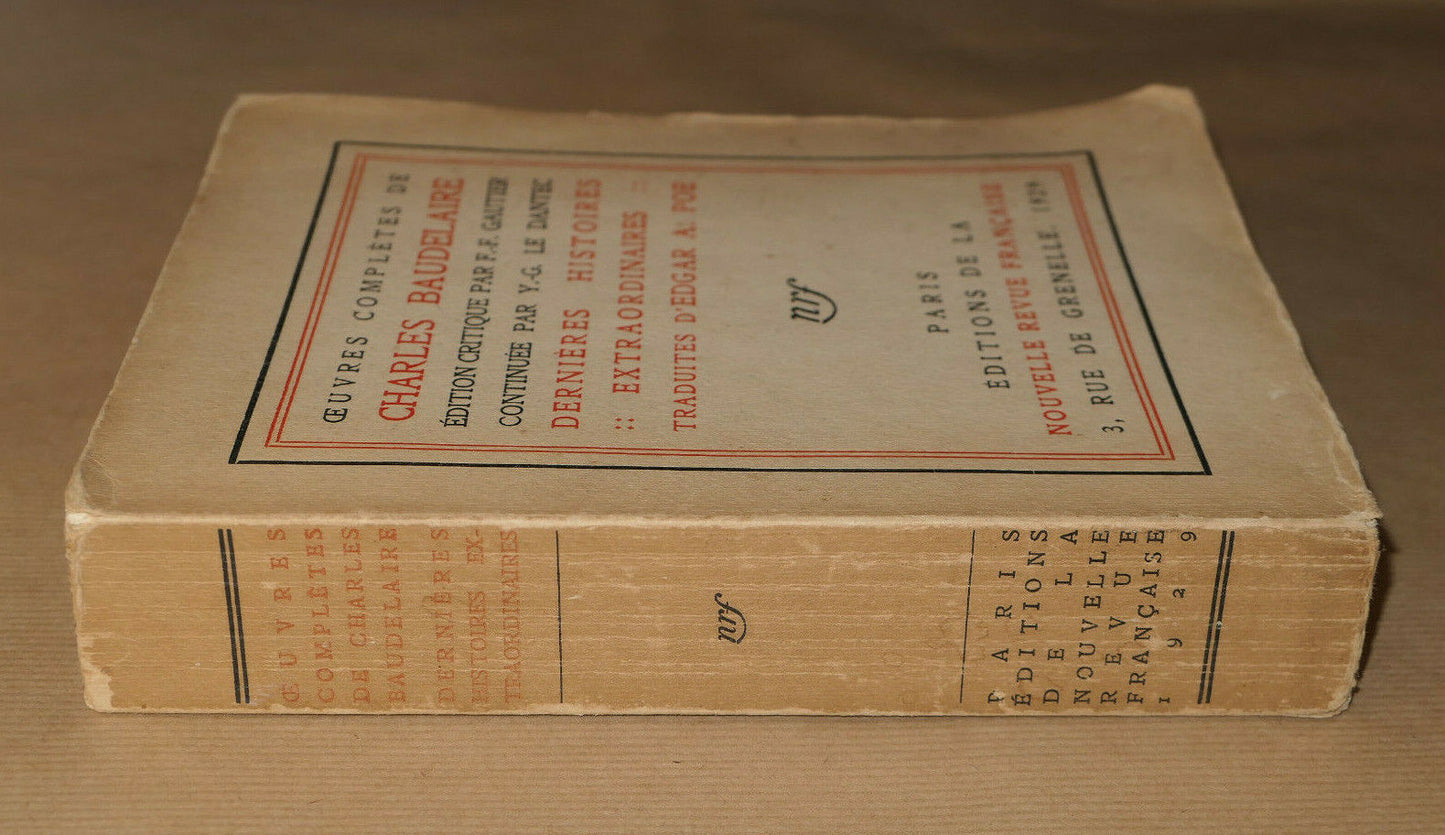 ŒUVRES COMPLÈTES DE
CHARLES BAUDELAIRE
ÉDITION CRITIQUE PAR F.-F. GAUTIER
CONTINUÉE PAR Y.-G. LE DANTEC
DERNIÈRES HISTOIRES
:: EXTRAORDINAIRES ::
TRADUITES D'EDGAR A. POE
nrf
PARIS
ÉDITIONS DE LA
NOUVELLE REVUE FRANÇAISE
3, RUE DE GRENELLE. 1929
ŒUVRES
COMPLÈTES
DE CHARLES
BAUDELAIRE
DERNIÈRES
HISTOIRES EX-
TRAORDINAIRES
nrf
PARIS
ÉDITIONS
DE LA
NOUVELLE
REVUE
FRANÇAISE
1929